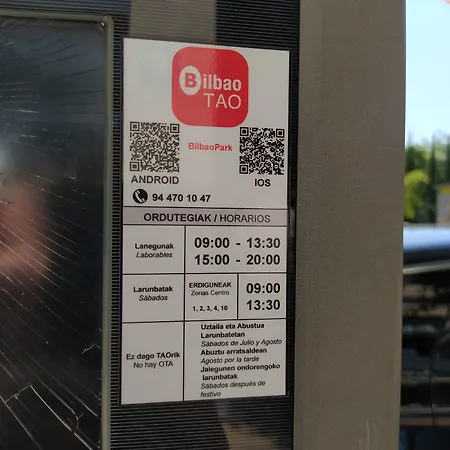 Bilbao
TAO
BilbaoPark
ANDROID
IOS
94 470 10 47
ORDUTEGIAK / HORARIOS
Lanegunak
Laborables
09:00 - 13:30
15:00 - 20:00
Larunbatak
Sábados
ERDIGUNEAK
Zonas Centro
1, 2, 3, 4, 10
09:00
13:30
Ez dago TAOrik
No hay OTA
Uztaila eta Abustua
Larunbatetan
Sábados de Julio y Agosto
Abuztu arratsaldean
Agosto por la tarde
Jaiegunen ondorengoko
larunbatak
Sábados después de
festivo